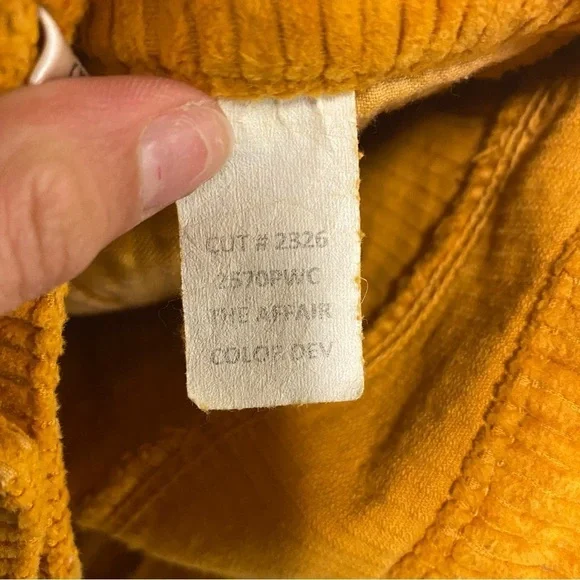 CUT # 2326
2570PWC
THE AFFAIR
COLOR DEV